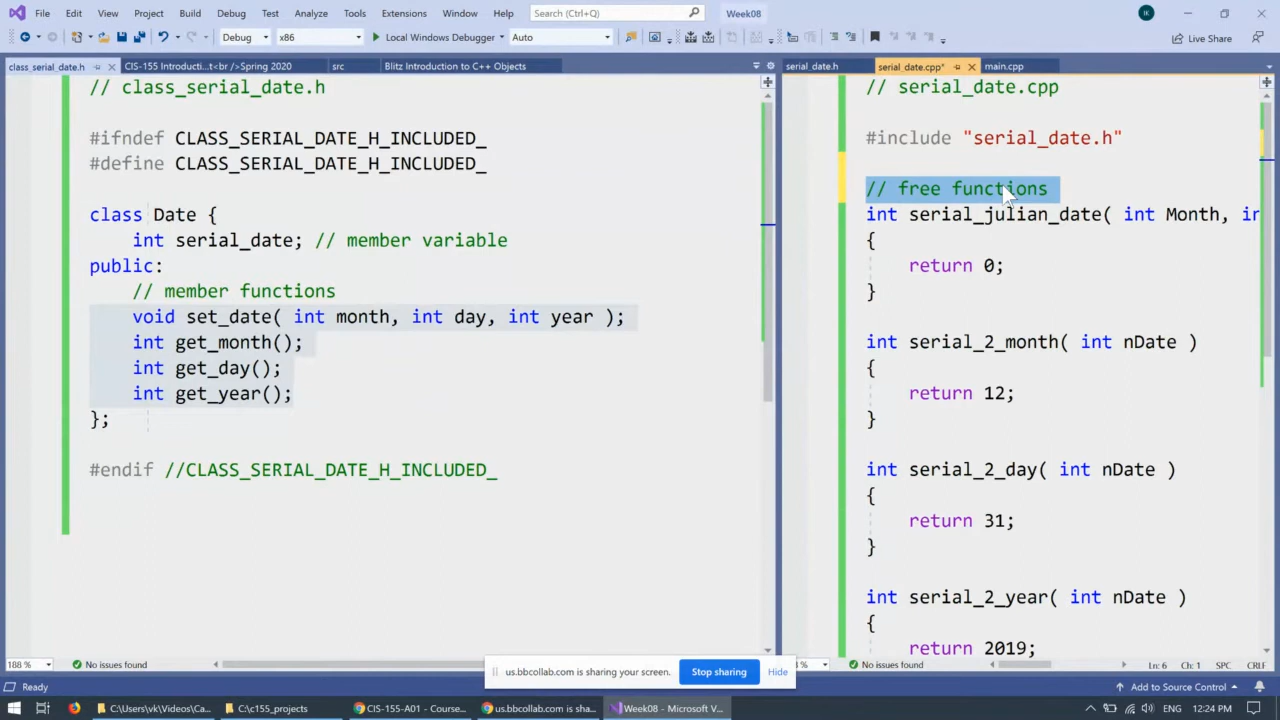 File Edit View Project Build Debug Test Analyze Tools Extensions Window Help Search (Ctrl+Q) Week08 IK
Debug x86 Local Windows Debugger Auto Live Share
class_serial_date.h CIS-155 Introducti...t<br />Spring 2020 src Blitz Introduction to C++ Objects
serial_date.h serial_date.cpp* main.cpp
// class_serial_date.h
#ifndef CLASS_SERIAL_DATE_H_INCLUDED_
#define CLASS_SERIAL_DATE_H_INCLUDED_
class Date {
int serial_date; // member variable
public:
// member functions
void set_date( int month, int day, int year );
int get_month();
int get_day();
int get_year();
};
#endif //CLASS_SERIAL_DATE_H_INCLUDED_
188 % No issues found
// serial_date.cpp
#include "serial_date.h"
// free functions
int serial_julian_date( int Month, in
{
return 0;
}
int serial_2_month( int nDate )
{
return 12;
}
int serial_2_day( int nDate )
{
return 31;
}
int serial_2_year( int nDate )
{
return 2019;
% No issues found Ln: 6 Ch: 1 SPC CRLF
us.bbcollab.com is sharing your screen. Stop sharing Hide
Ready Add to Source Control
C:\Users\vk\Videos\Ca... C:\c155_projects CIS-155-A01 – Course... us.bbcollab.com is sha... Week08 - Microsoft V... ENG 12:24 PM